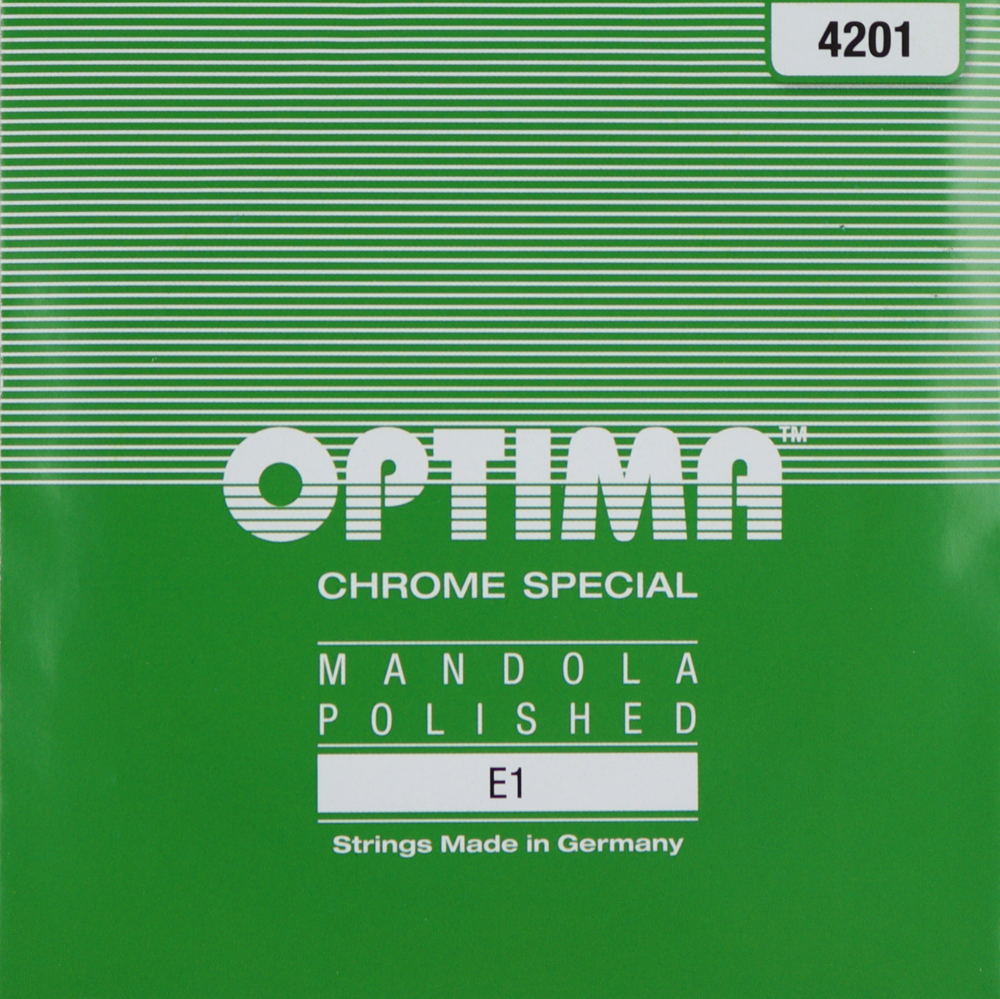 4201
OPTIMA™
CHROME SPECIAL
MANDOLA
POLISHED
E1
Strings Made in Germany